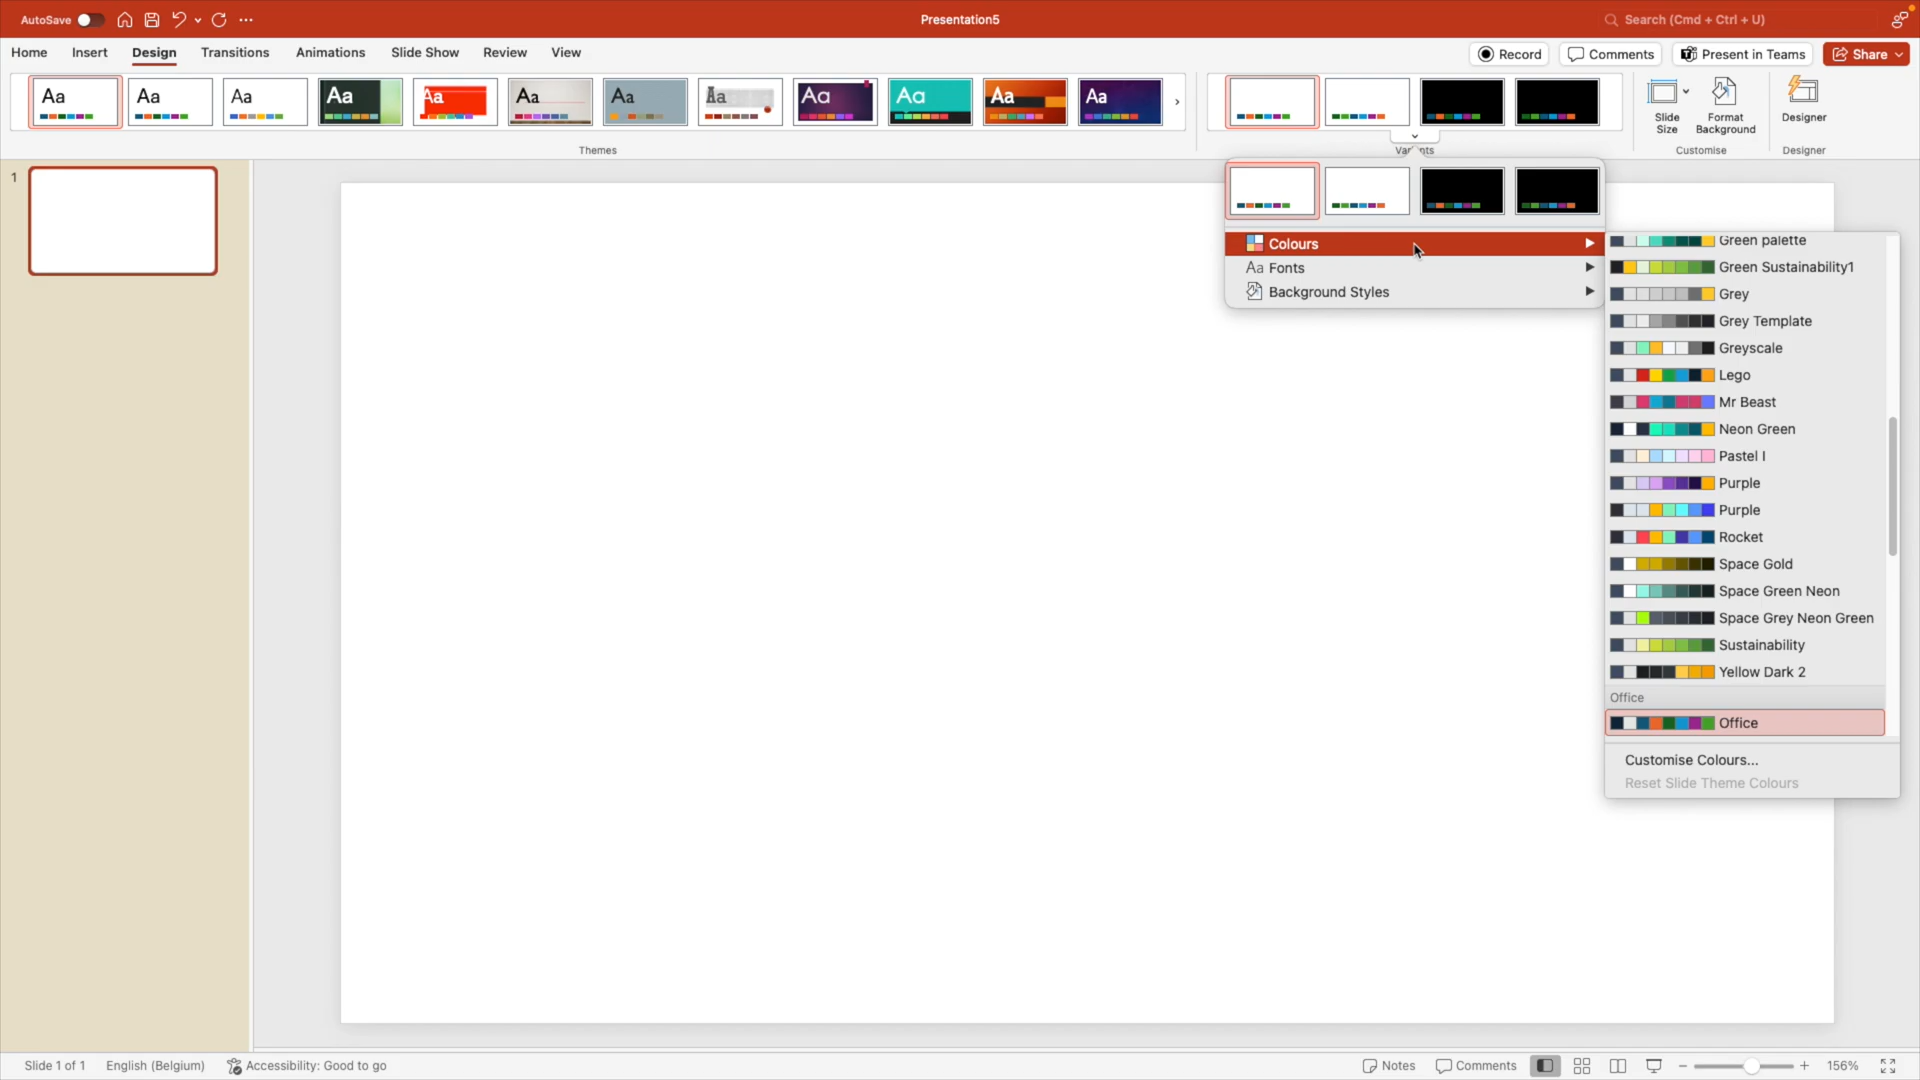 AutoSave
Presentation5
Search (Cmd + Ctrl + U)
Home Insert Design Transitions Animations Slide Show Review View
Record Comments Present in Teams Share
Aa Aa Aa Aa Aa Aa Aa Aa Aa Aa Aa Aa
Slide Size
Format Background
Designer
Themes
Variants
Customise
Designer
1
Colours
Aa Fonts
Background Styles
Green palette
Green Sustainability1
Grey
Grey Template
Greyscale
Lego
Mr Beast
Neon Green
Pastel I
Purple
Purple
Rocket
Space Gold
Space Green Neon
Space Grey Neon Green
Sustainability
Yellow Dark 2
Office
Office
Customise Colours...
Reset Slide Theme Colours
Slide 1 of 1 English (Belgium) Accessibility: Good to go
Notes Comments 156%